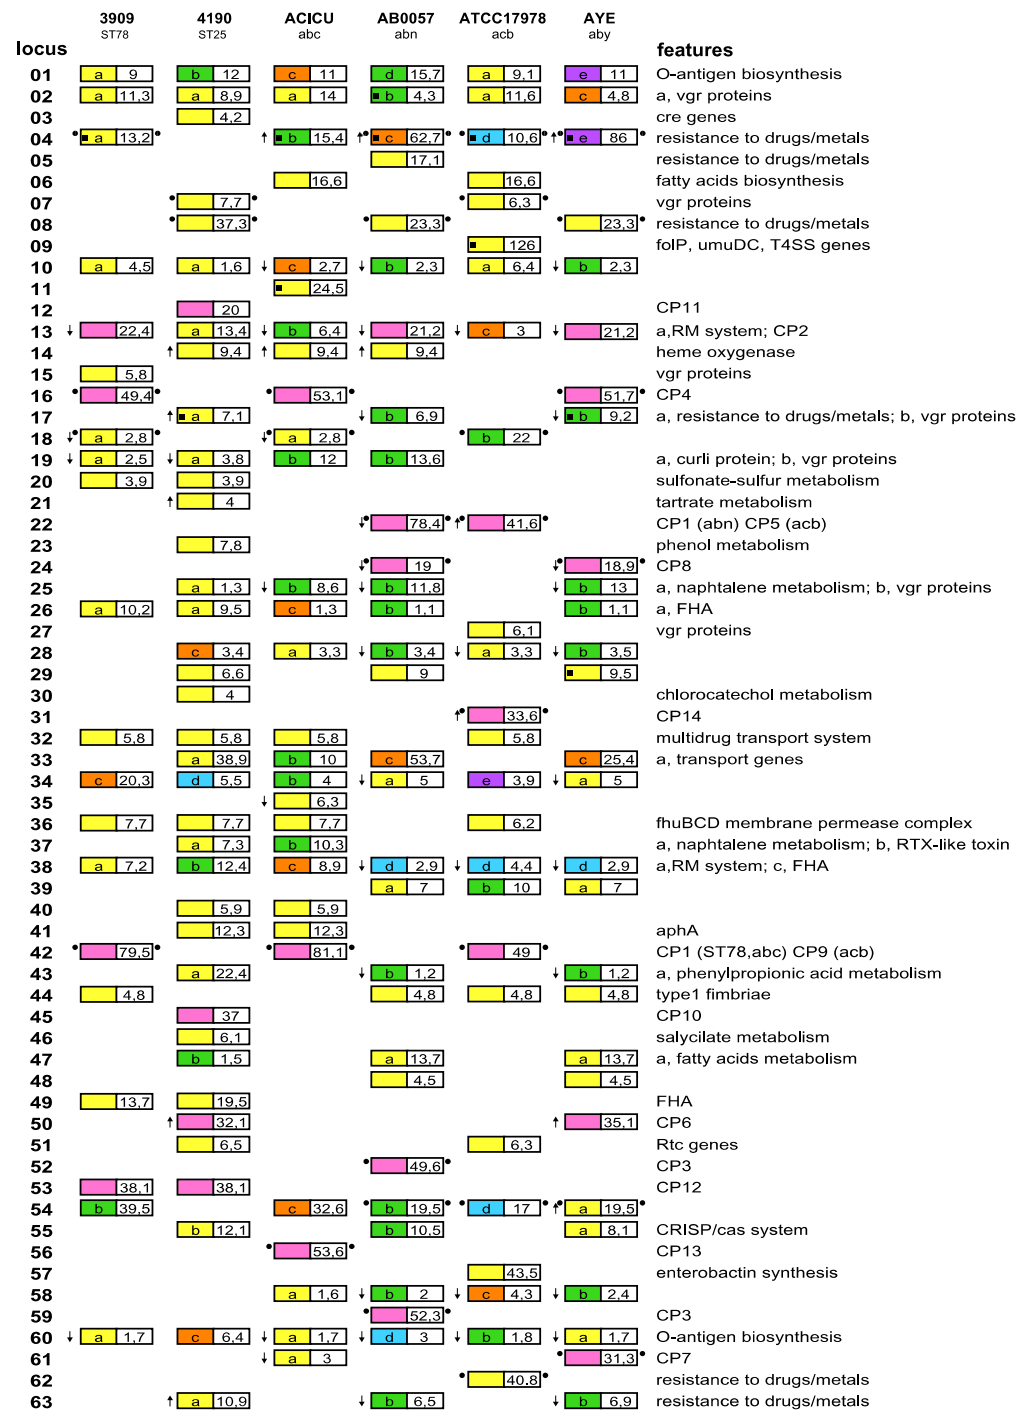 3909 4190 ACICU AB0057 ATCC17978 AYE
ST78 ST25 abc abn acb aby
locus features
01 a 9 b 12 c 11 d 15,7 a 9,1 e 11 O-antigen biosynthesis
02 a 11,3 a 8,9 a 14 b 4,3 a 11,6 c 4,8 a, vgr proteins
03 4,2 cre genes
04 a 13,2 b 15,4 c 62,7 d 10,6 e 86 resistance to drugs/metals
05 17,1 resistance to drugs/metals
06 16,6 16,6 fatty acids biosynthesis
07 7,7 6,3 vgr proteins
08 37,3 23,3 23,3 resistance to drugs/metals
09 126 folP, umuDC, T4SS genes
10 a 4,5 a 1,6 c 2,7 b 2,3 a 6,4 b 2,3
11 24,5
12 20 CP11
13 22,4 a 13,4 b 6,4 21,2 c 3 21,2 a,RM system; CP2
14 9,4 9,4 9,4 heme oxygenase
15 5,8 vgr proteins
16 49,4 53,1 51,7 CP4
17 a 7,1 b 6,9 b 9,2 a, resistance to drugs/metals; b, vgr proteins
18 a 2,8 a 2,8 b 22
19 a 2,5 a 3,8 b 12 b 13,6 a, curli protein; b, vgr proteins
20 3,9 3,9 sulfonate-sulfur metabolism
21 4 tartrate metabolism
22 78,4 41,6 CP1 (abn) CP5 (acb)
23 7,8 phenol metabolism
24 19 18,9 CP8
25 a 1,3 b 8,6 b 11,8 b 13 a, naphtalene metabolism; b, vgr proteins
26 a 10,2 a 9,5 c 1,3 b 1,1 b 1,1 a, FHA
27 6,1 vgr proteins
28 c 3,4 a 3,3 b 3,4 a 3,3 b 3,5
29 6,6 9 9,5
30 4 chlorocatechol metabolism
31 33,6 CP14
32 5,8 5,8 5,8 5,8 multidrug transport system
33 a 38,9 b 10 c 53,7 c 25,4 a, transport genes
34 c 20,3 d 5,5 b 4 a 5 e 3,9 a 5
35 6,3
36 7,7 7,7 7,7 6,2 fhuBCD membrane permease complex
37 a 7,3 b 10,3 a, naphtalene metabolism; b, RTX-like toxin
38 a 7,2 b 12,4 c 8,9 d 2,9 d 4,4 d 2,9 a,RM system; c, FHA
39 a 7 b 10 a 7
40 5,9 5,9
41 12,3 12,3 aphA
42 79,5 81,1 49 CP1 (ST78,abc) CP9 (acb)
43 a 22,4 b 1,2 b 1,2 a, phenylpropionic acid metabolism
44 4,8 4,8 4,8 4,8 type1 fimbriae
45 37 CP10
46 6,1 salycilate metabolism
47 b 1,5 a 13,7 a 13,7 a, fatty acids metabolism
48 4,5 4,5
49 13,7 19,5 FHA
50 32,1 35,1 CP6
51 6,5 6,3 Rtc genes
52 49,6 CP3
53 38,1 38,1 CP12
54 b 39,5 c 32,6 b 19,5 d 17 a 19,5
55 b 12,1 b 10,5 a 8,1 CRISP/cas system
56 53,6 CP13
57 43,5 enterobactin synthesis
58 a 1,6 b 2 c 4,3 b 2,4
59 52,3 CP3
60 a 1,7 c 6,4 a 1,7 d 3 b 1,8 a 1,7 O-antigen biosynthesis
61 a 3 31,3 CP7
62 40,8 resistance to drugs/metals
63 a 10,9 b 6,5 b 6,9 resistance to drugs/metals